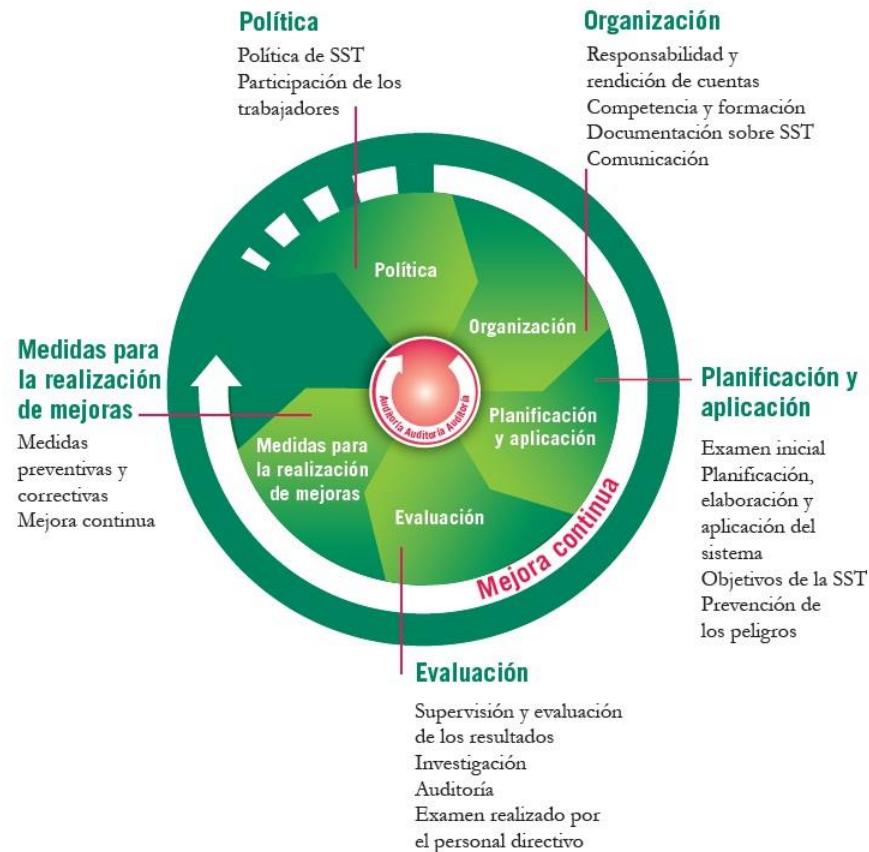 Política
Política de SST
Participación de los
trabajadores
Organización
Responsabilidad y
rendición de cuentas
Competencia y formación
Documentación sobre SST
Comunicación
Política
Organización
Planificación
y aplicación
Evaluación
Medidas para
la realización
de mejoras
Auditoría Auditoría Auditoría
Mejora continua
Medidas para
la realización
de mejoras
Medidas
preventivas y
correctivas
Mejora continua
Planificación y
aplicación
Examen inicial
Planificación,
elaboración y
aplicación del
sistema
Objetivos de la SST
Prevención de
los peligros
Evaluación
Supervisión y evaluación
de los resultados
Investigación
Auditoría
Examen realizado por
el personal directivo